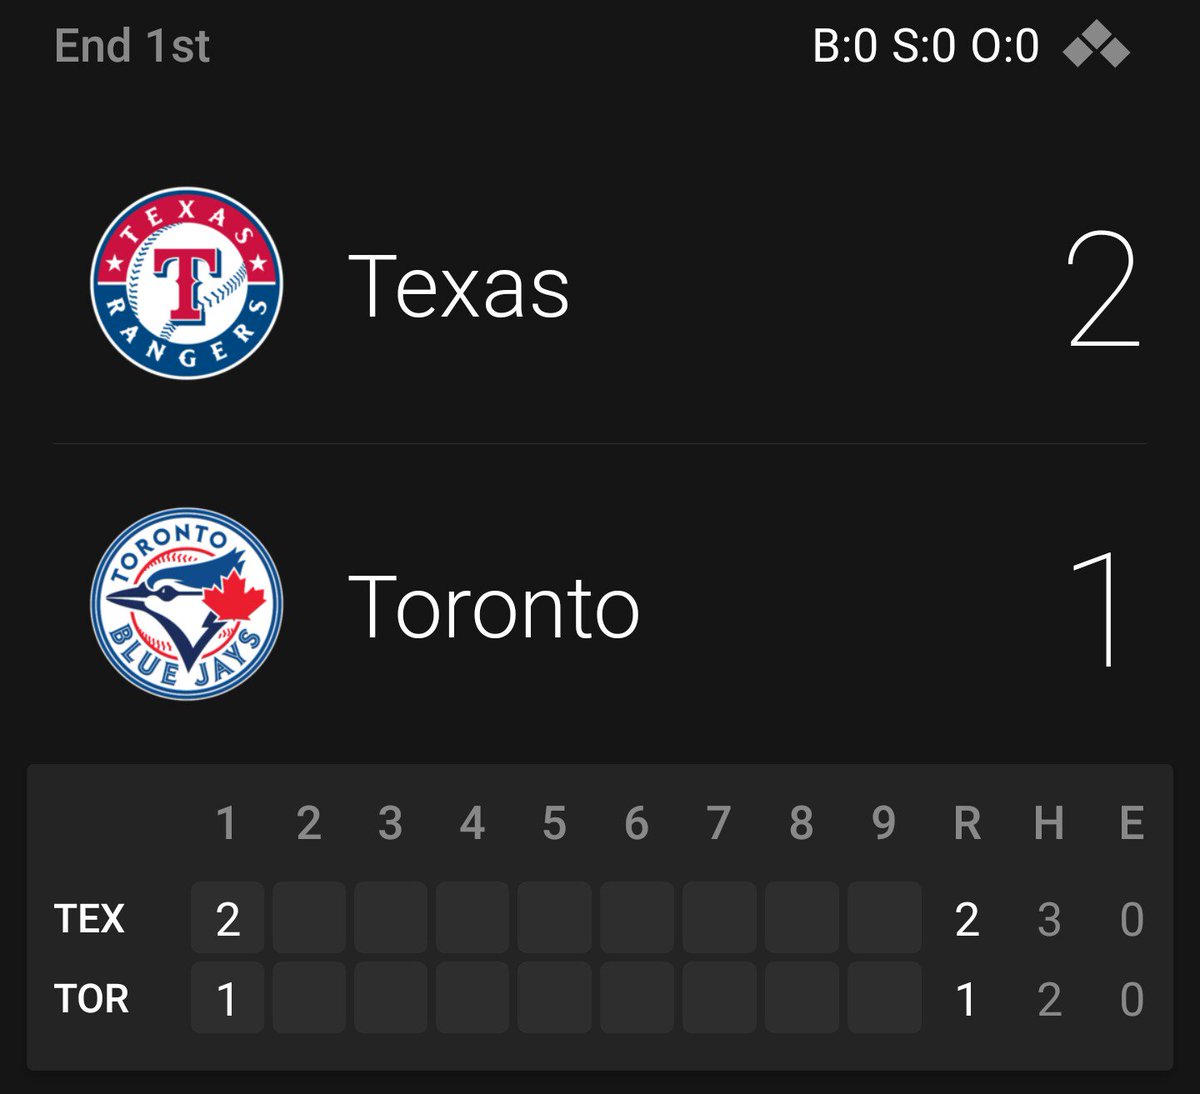 End 1st B:0 S:0 O:0
TEXAS
T
RANGERS
Texas 2
TORONTO
BLUE JAYS
Toronto 1
1 2 3 4 5 6 7 8 9 R H E
TEX 2 2 3 0
TOR 1 1 2 0